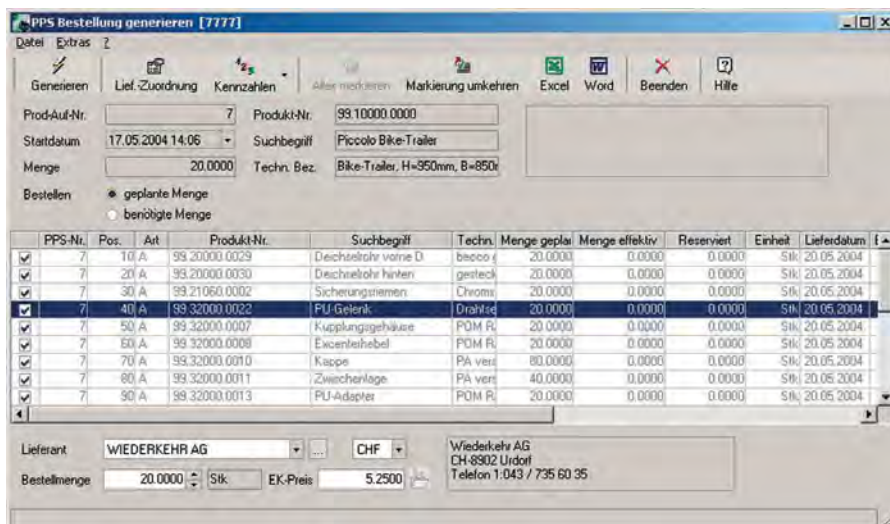 PPS Bestellung generieren [7777]
Datei Extras ?
Generieren Lief.-Zuordnung Kennzahlen Alles markieren Markierung umkehren Excel Word Beenden Hilfe
Prod-Auf-Nr. 7 Produkt-Nr. 99.10000.0000
Startdatum 17.05.2004 14:06 Suchbegriff Piccolo Bike-Trailer
Menge 20.0000 Techn. Bez. Bike-Trailer, H=950mm, B=850r
Bestellen geplante Menge
benötigte Menge
PPS-Nr. Pos. Art Produkt-Nr. Suchbegriff Techn. Menge geplai Menge effektiv Reserviert Einheit Lieferdatum
7 10 A 99.20000.0029 Deichselrohr vorne D 20.0000 0.0000 0.0000 Stk 20.05.2004
7 20 A 99.20000.0030 Deichselrohr hinten gesteck 20.0000 0.0000 0.0000 Stk 20.05.2004
7 30 A 99.21060.0002 Sicherungsriemen Chroms 20.0000 0.0000 0.0000 Stk 20.05.2004
7 40 A 99.32000.0022 PU-Gelenk Drahtse 20.0000 0.0000 0.0000 Stk 20.05.2004
7 50 A 99.32000.0007 Kupplungsgehäuse POM R 20.0000 0.0000 0.0000 Stk 20.05.2004
7 60 A 99.32000.0008 Excenterhebel POM R 20.0000 0.0000 0.0000 Stk 20.05.2004
7 70 A 99.32000.0010 Kappe PA vers 80.0000 0.0000 0.0000 Stk 20.05.2004
7 80 A 99.32000.0011 Zwischenlage PA vers 40.0000 0.0000 0.0000 Stk 20.05.2004
7 90 A 99.32000.0013 PU-Adapter POM R 20.0000 0.0000 0.0000 Stk 20.05.2004
Lieferant WIEDERKEHR AG ... CHF
Wiederkehr AG
CH-8902 Urdorf
Telefon 1:043 / 735 60 35
Bestellmenge 20.0000 Stk EK-Preis 5.2500